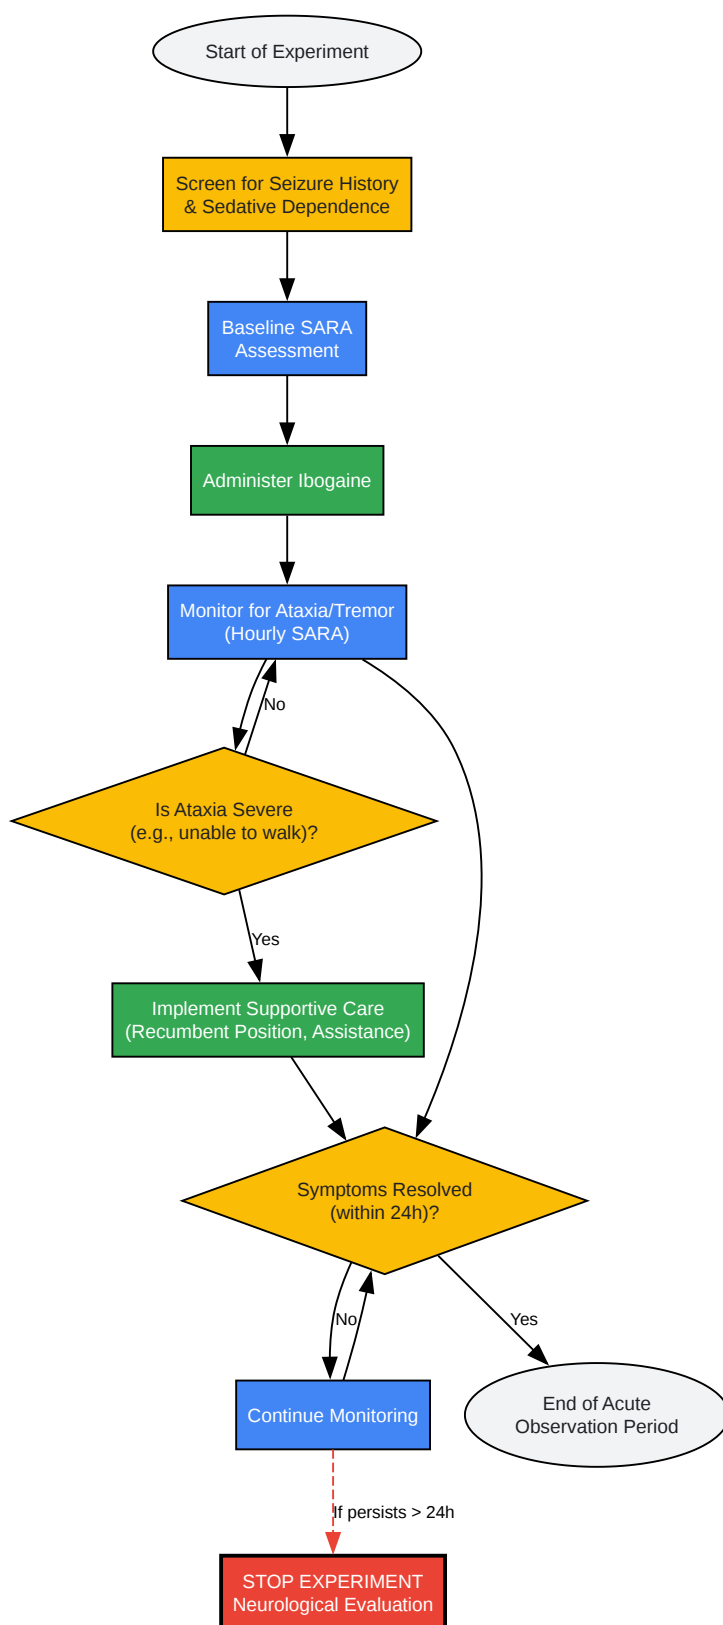 Start of Experiment
Screen for Seizure History
& Sedative Dependence
Baseline SARA
Assessment
Administer Ibogaine
Monitor for Ataxia/Tremor
(Hourly SARA)
No
Is Ataxia Severe
(e.g., unable to walk)?
Yes
Implement Supportive Care
(Recumbent Position, Assistance)
Symptoms Resolved
(within 24h)?
No
Yes
Continue Monitoring
End of Acute
Observation Period
If persists > 24h
STOP EXPERIMENT
Neurological Evaluation